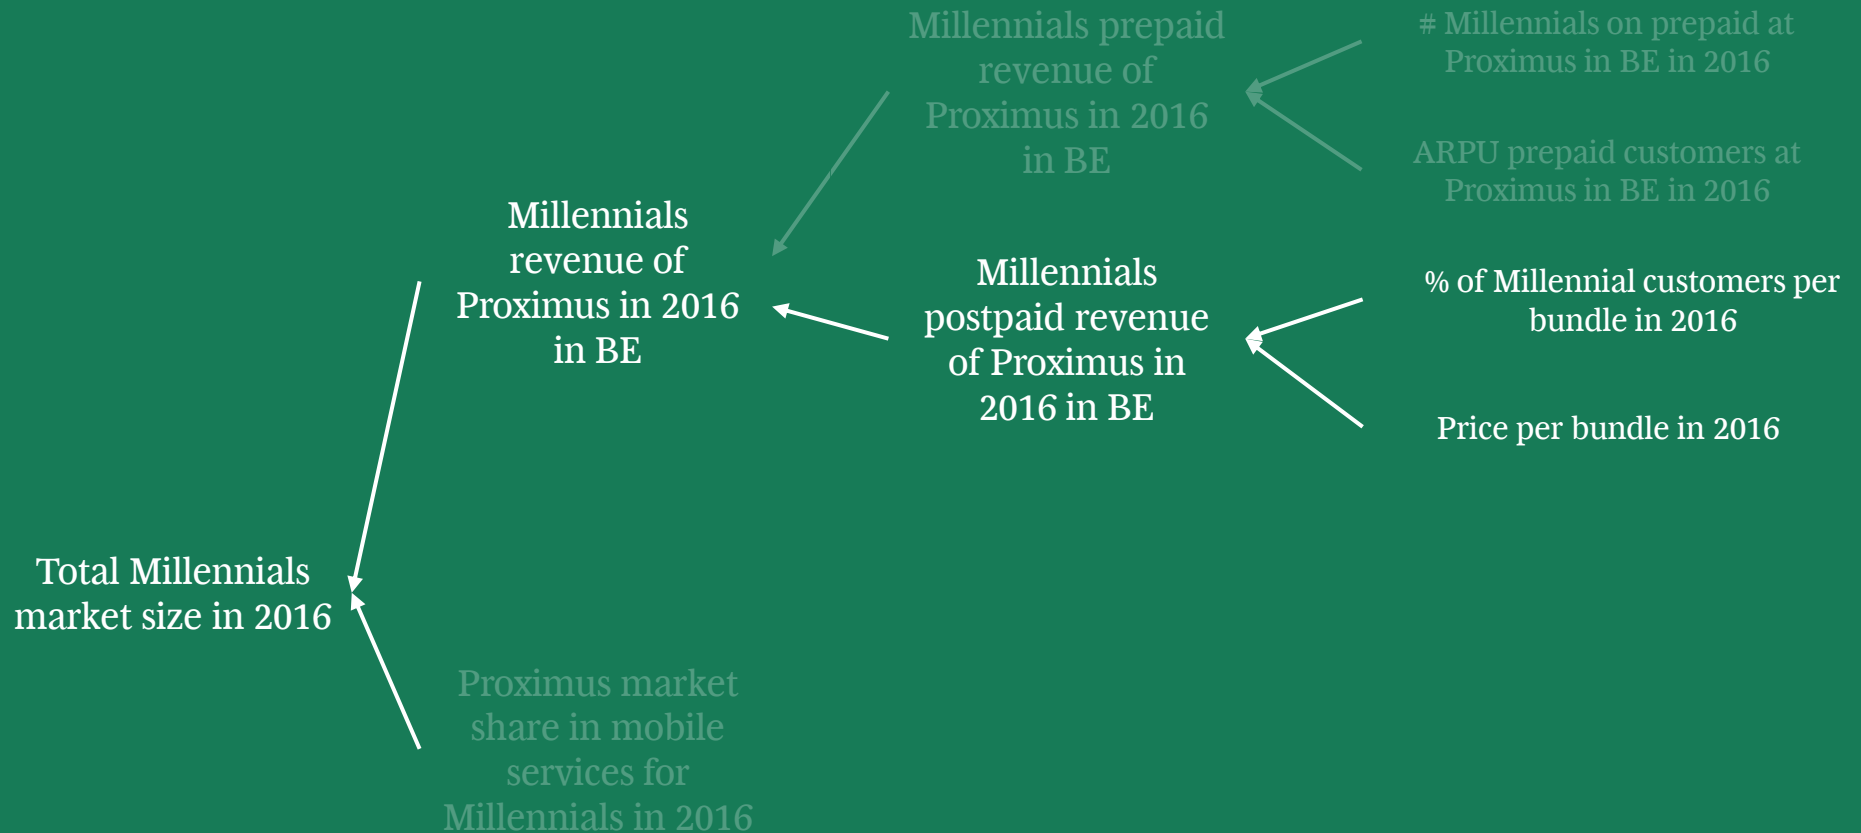 Millennials prepaid
revenue of
Proximus in 2016
in BE
# Millennials on prepaid at
Proximus in BE in 2016
ARPU prepaid customers at
Proximus in BE in 2016
Millennials
revenue of
Proximus in 2016
in BE
Millennials
postpaid revenue
of Proximus in
2016 in BE
% of Millennial customers per
bundle in 2016
Price per bundle in 2016
Total Millennials
market size in 2016
Proximus market
share in mobile
services for
Millennials in 2016